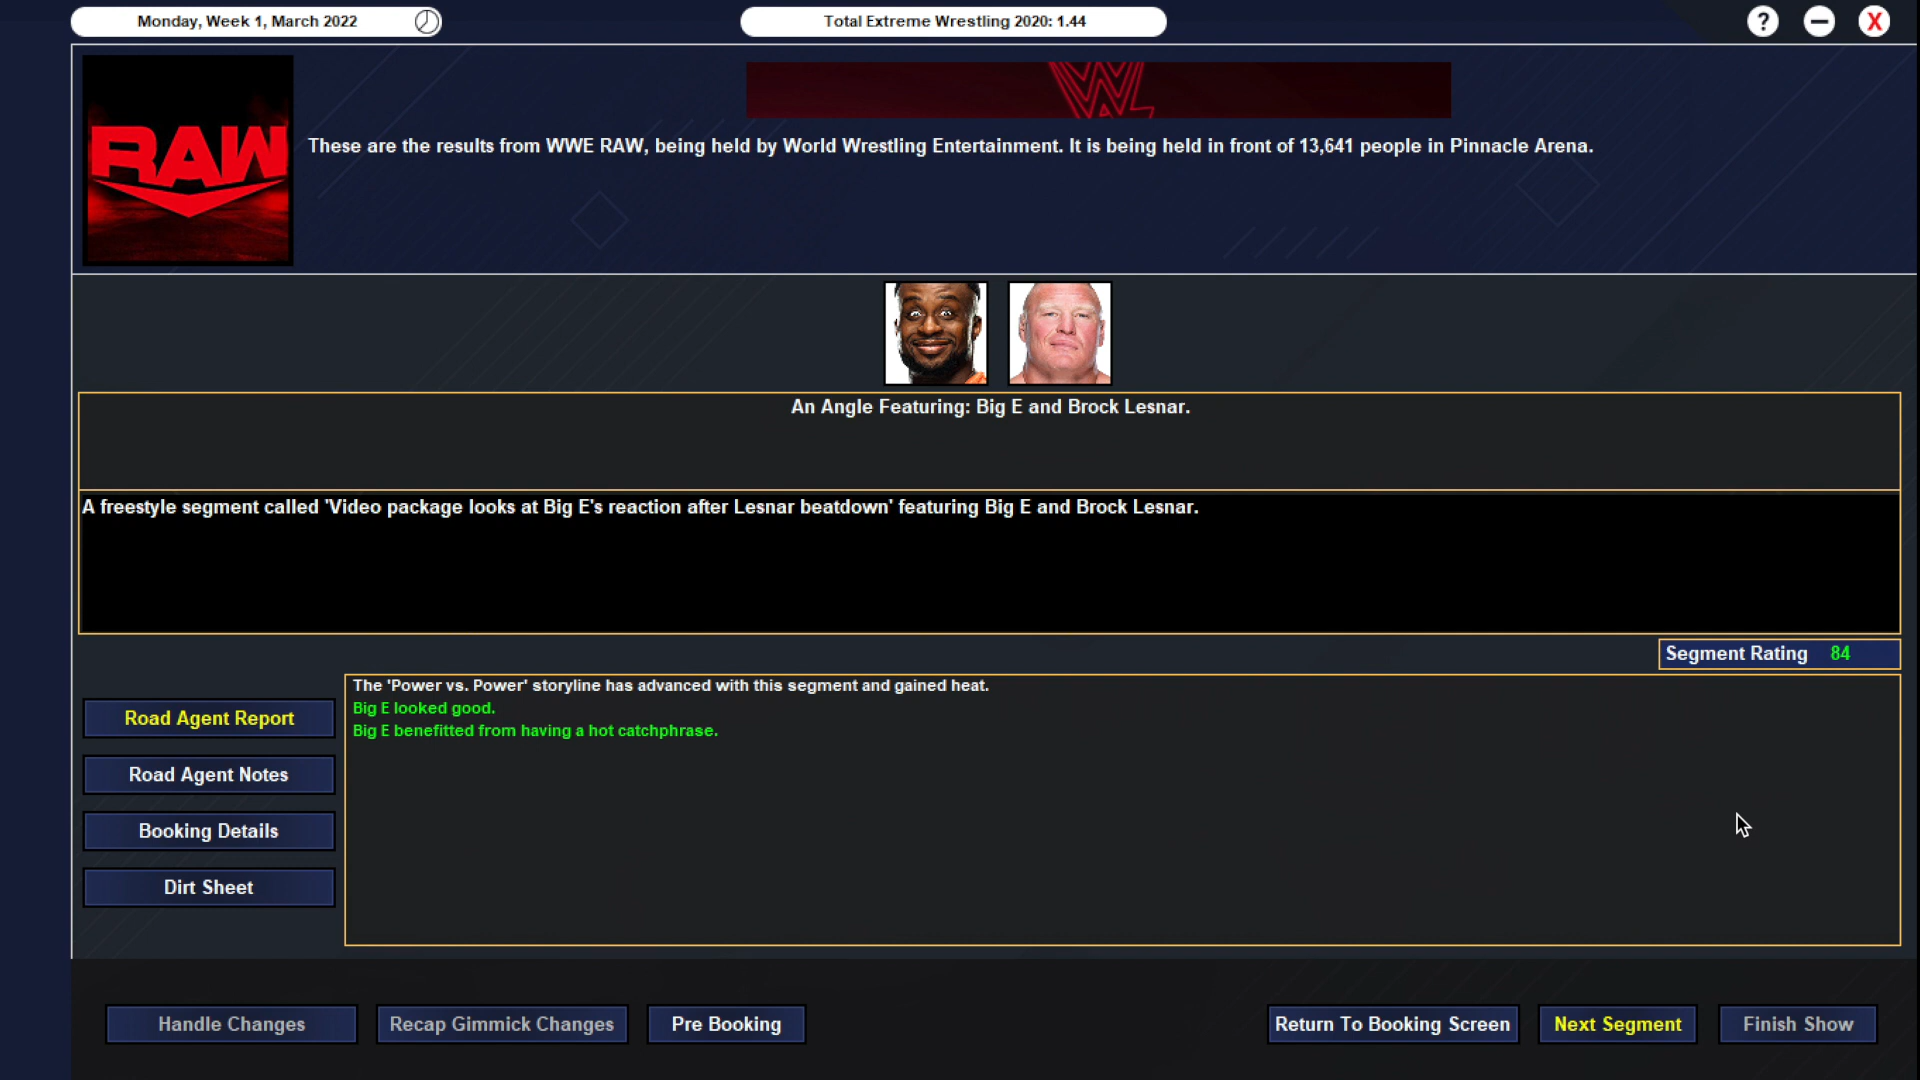 Monday, Week 1, March 2022
Total Extreme Wrestling 2020: 1.44
?
X
RAW
These are the results from WWE RAW, being held by World Wrestling Entertainment. It is being held in front of 13,641 people in Pinnacle Arena.
An Angle Featuring: Big E and Brock Lesnar.
A freestyle segment called 'Video package looks at Big E's reaction after Lesnar beatdown' featuring Big E and Brock Lesnar.
Segment Rating 84
The 'Power vs. Power' storyline has advanced with this segment and gained heat.
Big E looked good.
Big E benefitted from having a hot catchphrase.
Road Agent Report
Road Agent Notes
Booking Details
Dirt Sheet
Handle Changes
Recap Gimmick Changes
Pre Booking
Return To Booking Screen
Next Segment
Finish Show